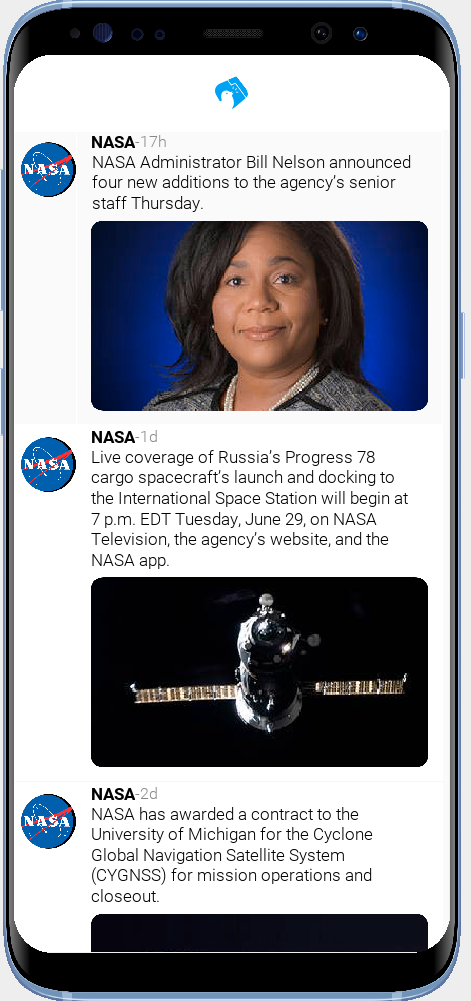 NASA-17h
NASA
NASA Administrator Bill Nelson announced
four new additions to the agency’s senior
staff Thursday.
NASA-1d
NASA
Live coverage of Russia’s Progress 78
cargo spacecraft’s launch and docking to
the International Space Station will begin at
7 p.m. EDT Tuesday, June 29, on NASA
Television, the agency’s website, and the
NASA app.
NASA-2d
NASA
NASA has awarded a contract to the
University of Michigan for the Cyclone
Global Navigation Satellite System
(CYGNSS) for mission operations and
closeout.